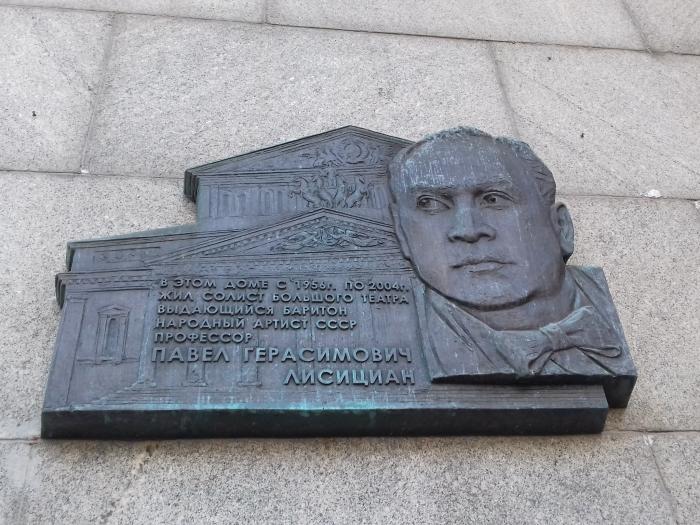 В ЭТОМ ДОМЕ С 1956г. ПО 2004г.
ЖИЛ СОЛИСТ БОЛЬШОГО ТЕАТРА
ВЫДАЮЩИЙСЯ БАРИТОН
НАРОДНЫЙ АРТИСТ СССР
ПРОФЕССОР
ПАВЕЛ ГЕРАСИМОВИЧ
ЛИСИЦИАН